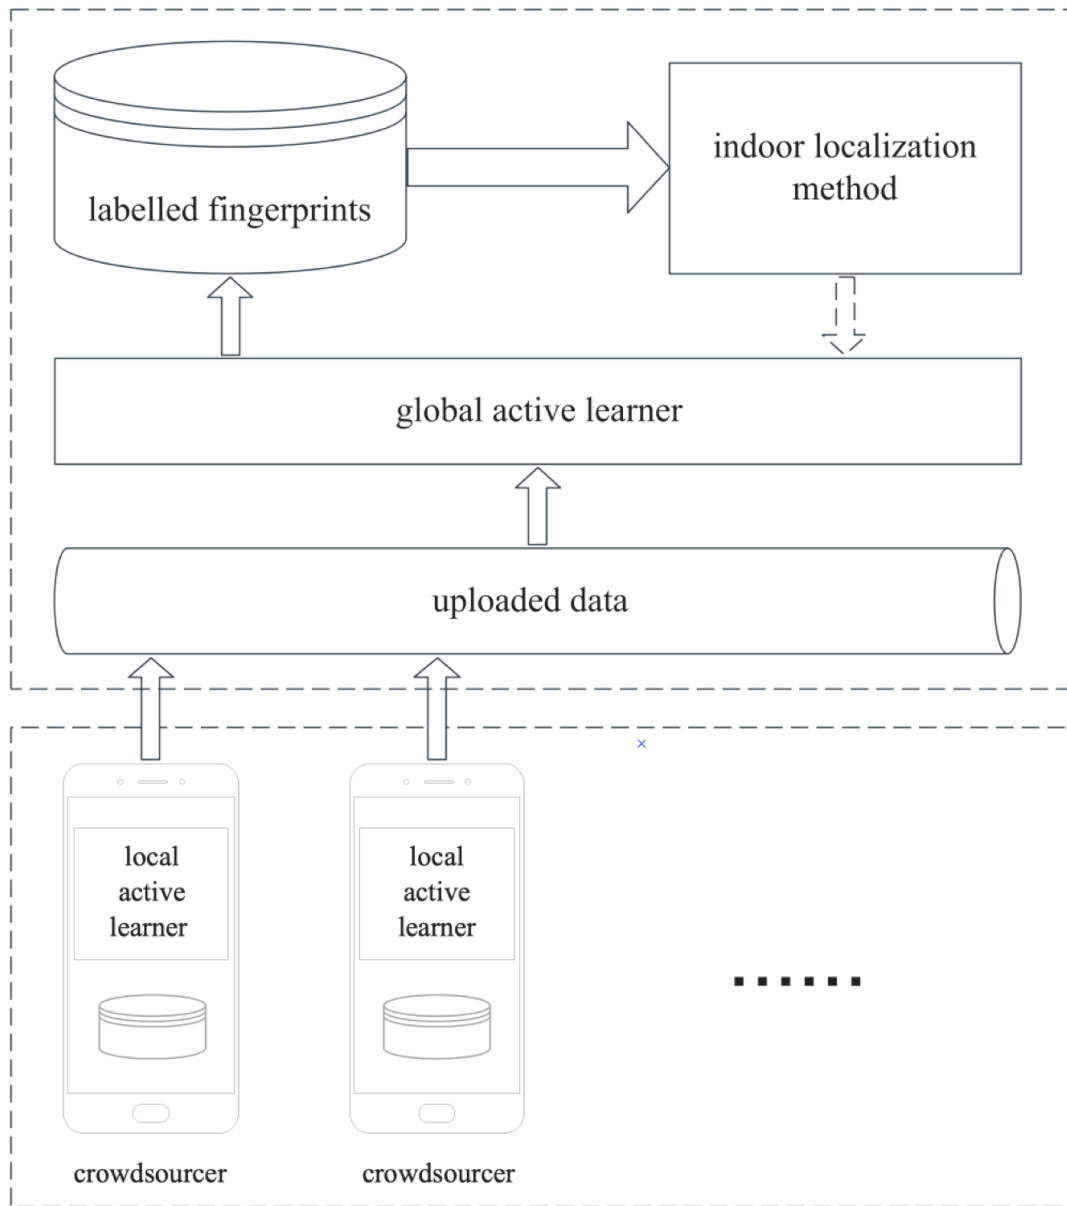 labelled fingerprints
indoor localization
method
global active learner
uploaded data
local
active
learner
local
active
learner
......
crowdsourcer
crowdsourcer